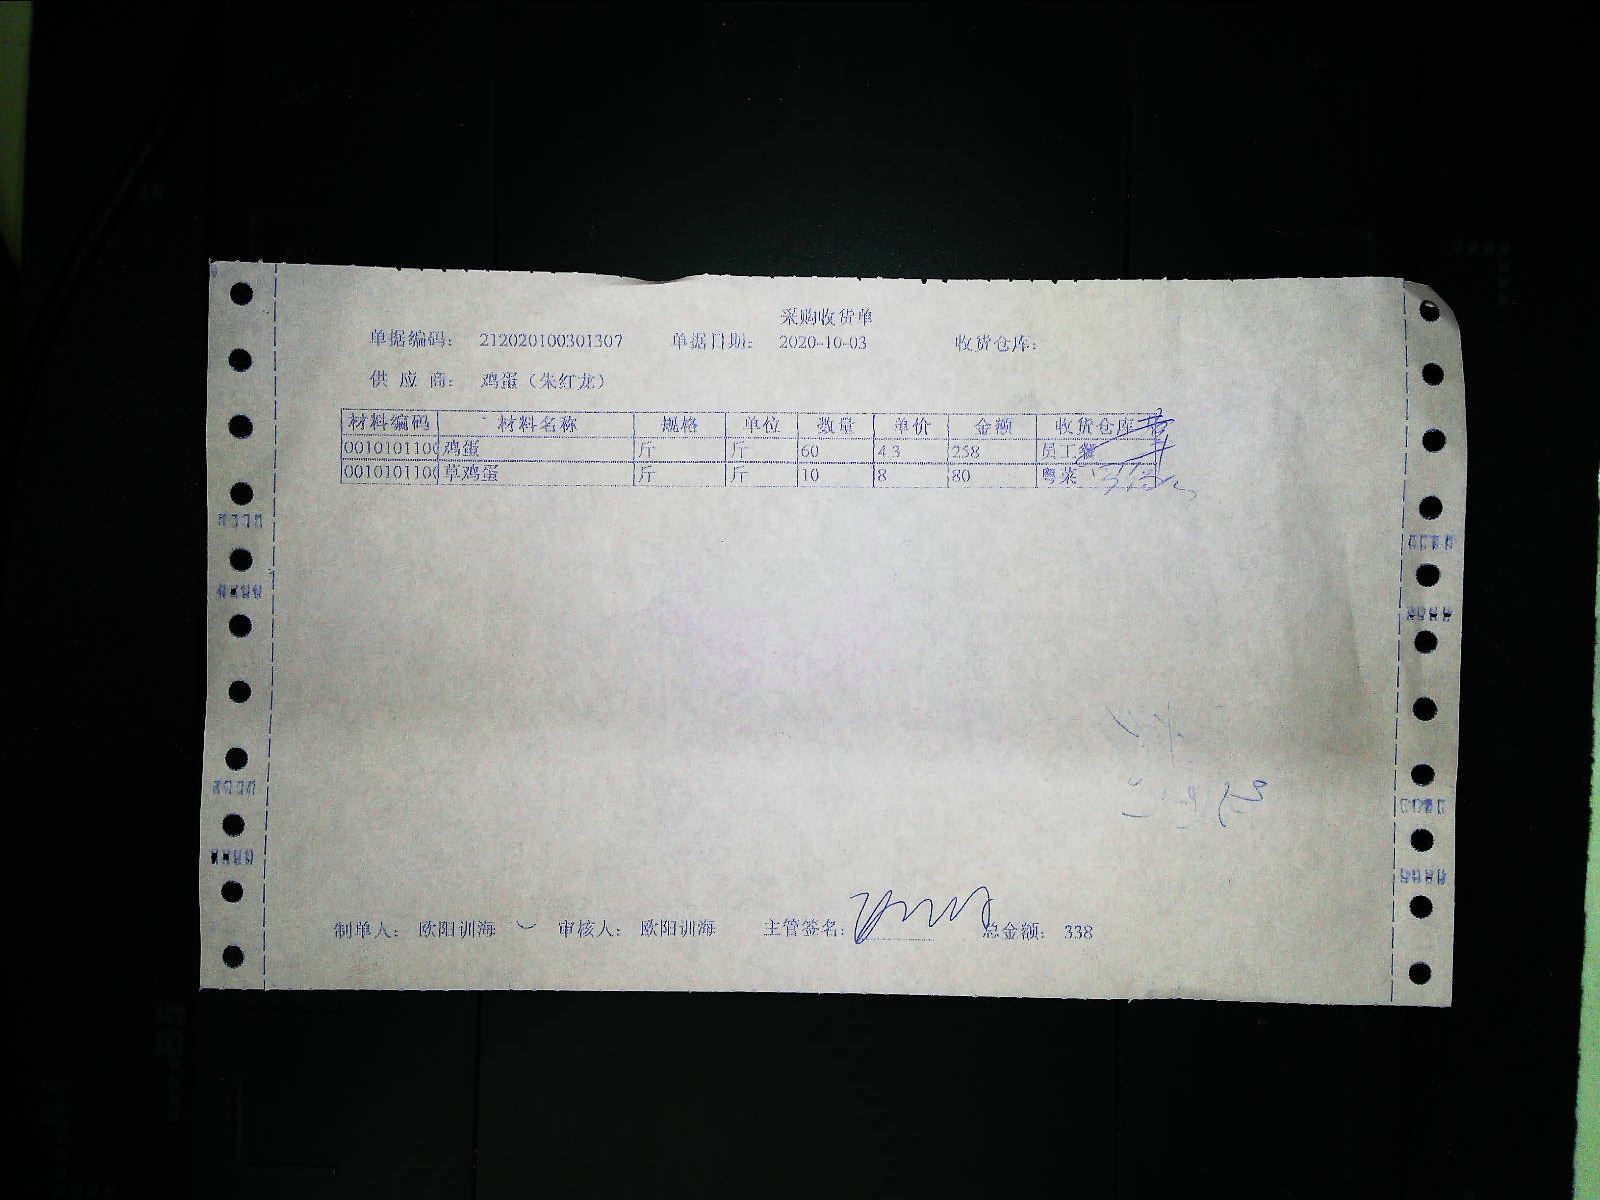 采购收货单
单据编码： 212020100301307 单据日期： 2020-10-03 收货仓库：
供 应 商： 鸡蛋（朱红龙）
材料编码 材料名称 规格 单位 数量 单价 金额 收货仓库
0010101100 鸡蛋 斤 斤 60 4.3 258 员工餐
0010101100 草鸡蛋 斤 斤 10 8 80 粤菜
制单人： 欧阳训海 审核人： 欧阳训海 主管签名： 总金额： 338